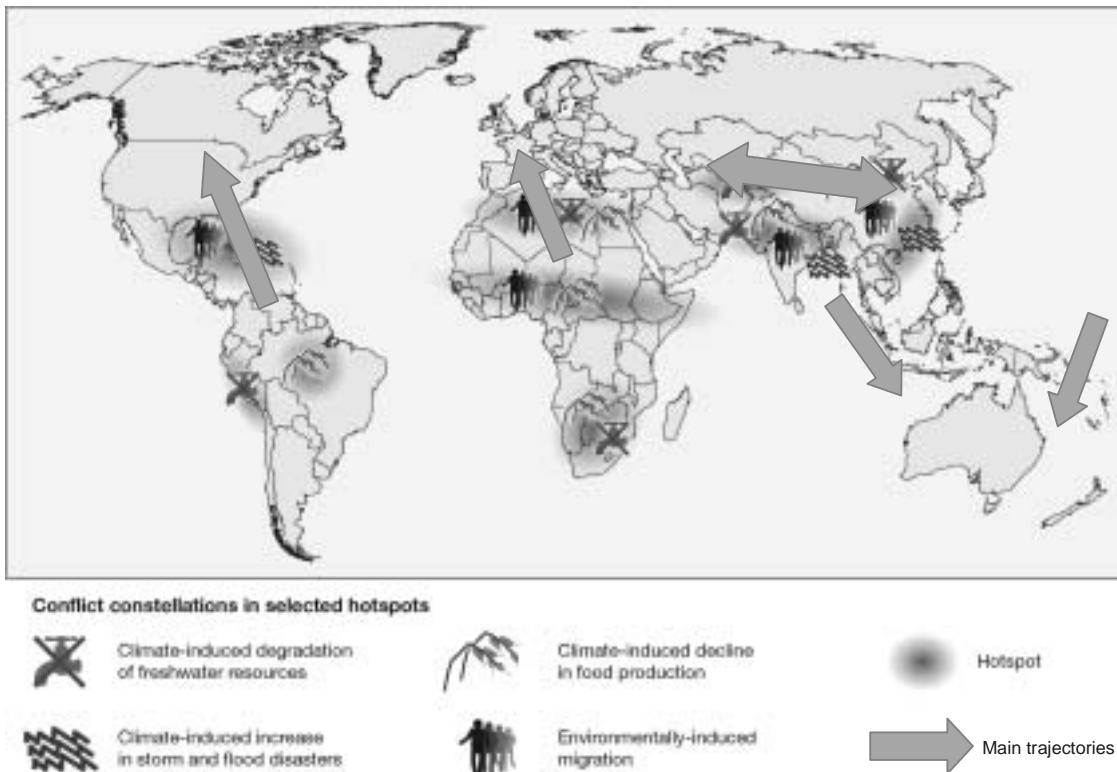 Conflict constellations in selected hotspots
Climate-induced degradation
of freshwater resources
Climate-induced decline
in food production
Hotspot
Climate-induced increase
in storm and flood disasters
Environmentally-induced
migration
Main trajectories